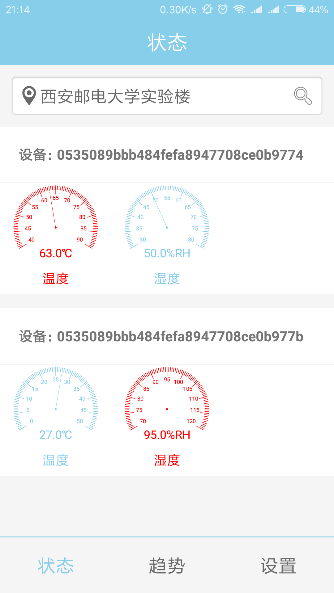 21:14
0.30K/s
状态
西安邮电大学实验楼
设备: 0535089bbb484fefa8947708ce0b9774
63.0℃
50.0%RH
温度
湿度
设备: 0535089bbb484fefa8947708ce0b977b
27.0℃
95.0%RH
温度
湿度
状态
趋势
设置